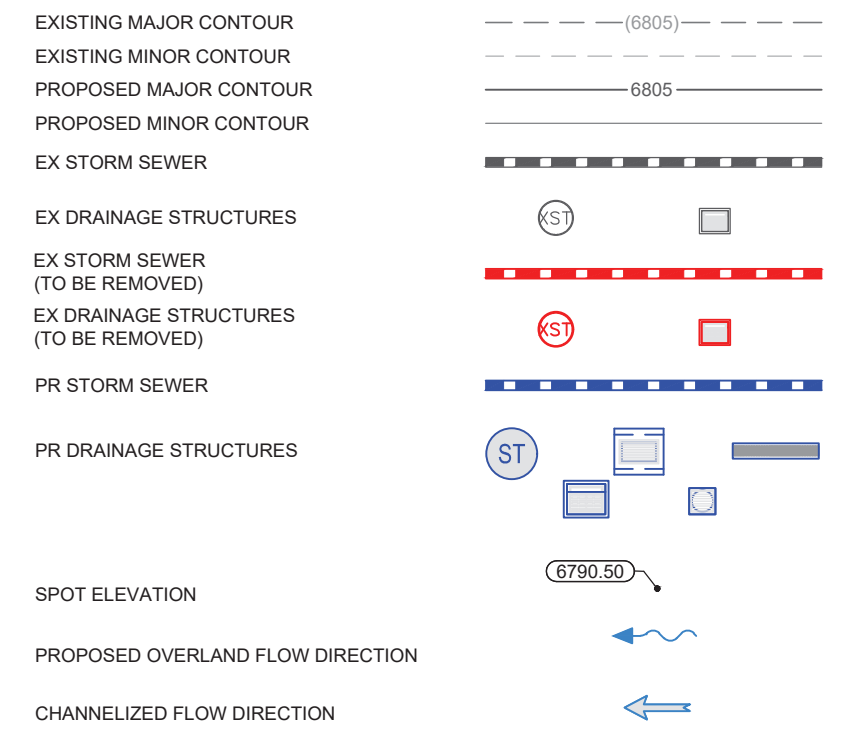 EXISTING MAJOR CONTOUR
(6805)
EXISTING MINOR CONTOUR
PROPOSED MAJOR CONTOUR
6805
PROPOSED MINOR CONTOUR
EX STORM SEWER
EX DRAINAGE STRUCTURES
XST
EX STORM SEWER
(TO BE REMOVED)
EX DRAINAGE STRUCTURES
(TO BE REMOVED)
XST
PR STORM SEWER
PR DRAINAGE STRUCTURES
ST
SPOT ELEVATION
6790.50
PROPOSED OVERLAND FLOW DIRECTION
CHANNELIZED FLOW DIRECTION